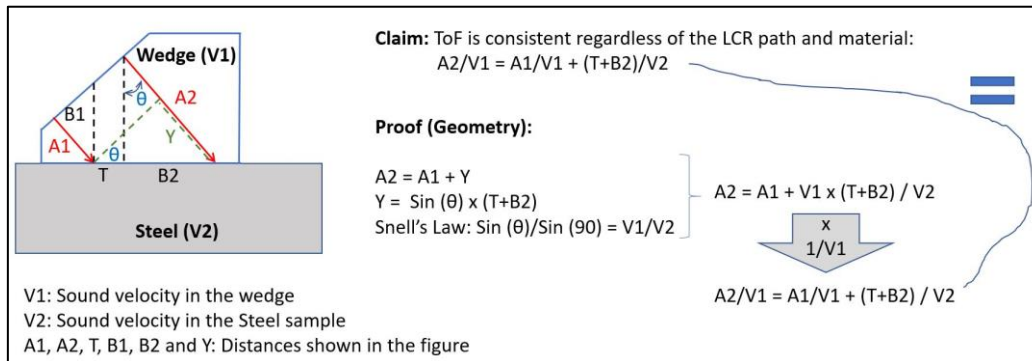 Wedge (V1)
θ
A2
B1
A1
Y
θ
T
B2
Steel (V2)
V1: Sound velocity in the wedge
V2: Sound velocity in the Steel sample
A1, A2, T, B1, B2 and Y: Distances shown in the figure
Claim: ToF is consistent regardless of the LCR path and material:
A2/V1 = A1/V1 + (T+B2)/V2
Proof (Geometry):
A2 = A1 + Y
Y = Sin (θ) x (T+B2)
Snell's Law: Sin (θ)/Sin (90) = V1/V2
A2 = A1 + V1 x (T+B2) / V2
x
1/V1
A2/V1 = A1/V1 + (T+B2) / V2
=